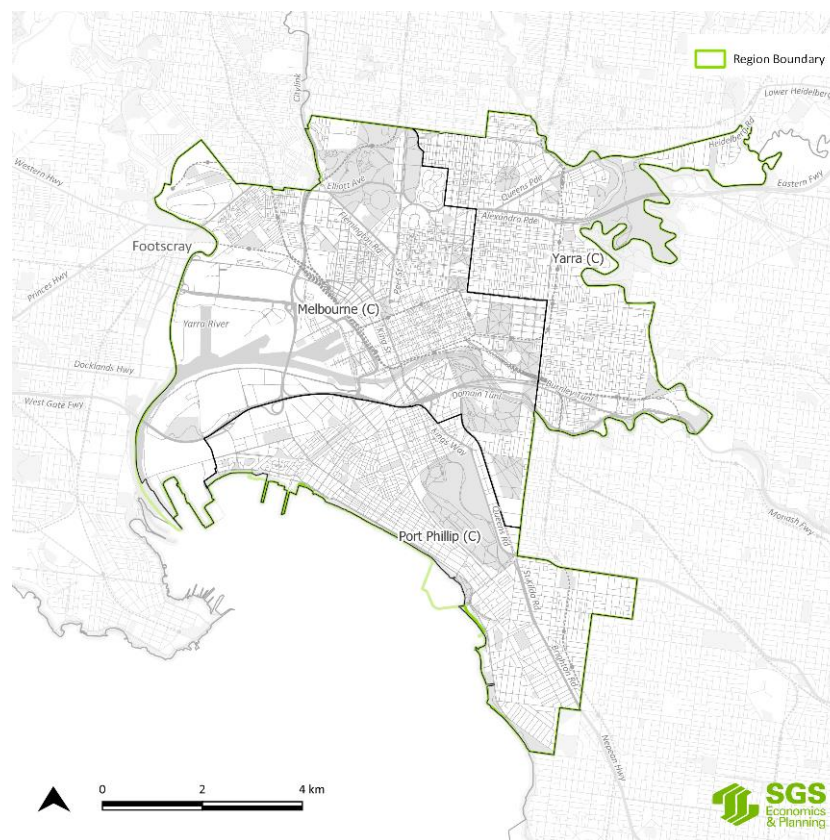 Region Boundary
Citylink
Lower Heidelberg
Heidelberg Rd
Eastern Fwy
Western Hwy
Elliott Ave
Queens Pde
Flemington Rd
Alexandra Pde
Footscray
Yarra (C)
Princes Hwy
Melbourne (C)
Yarra River
King St
Docklands Hwy
Burnley Tunl
Domain Tunl
West Gate Fwy
Kings Way
Queens Rd
Monash Fwy
Port Phillip (C)
St Kilda Rd
Brighton Rd
Nepean Hwy
0 2 4 km
SGS
Economics
& Planning